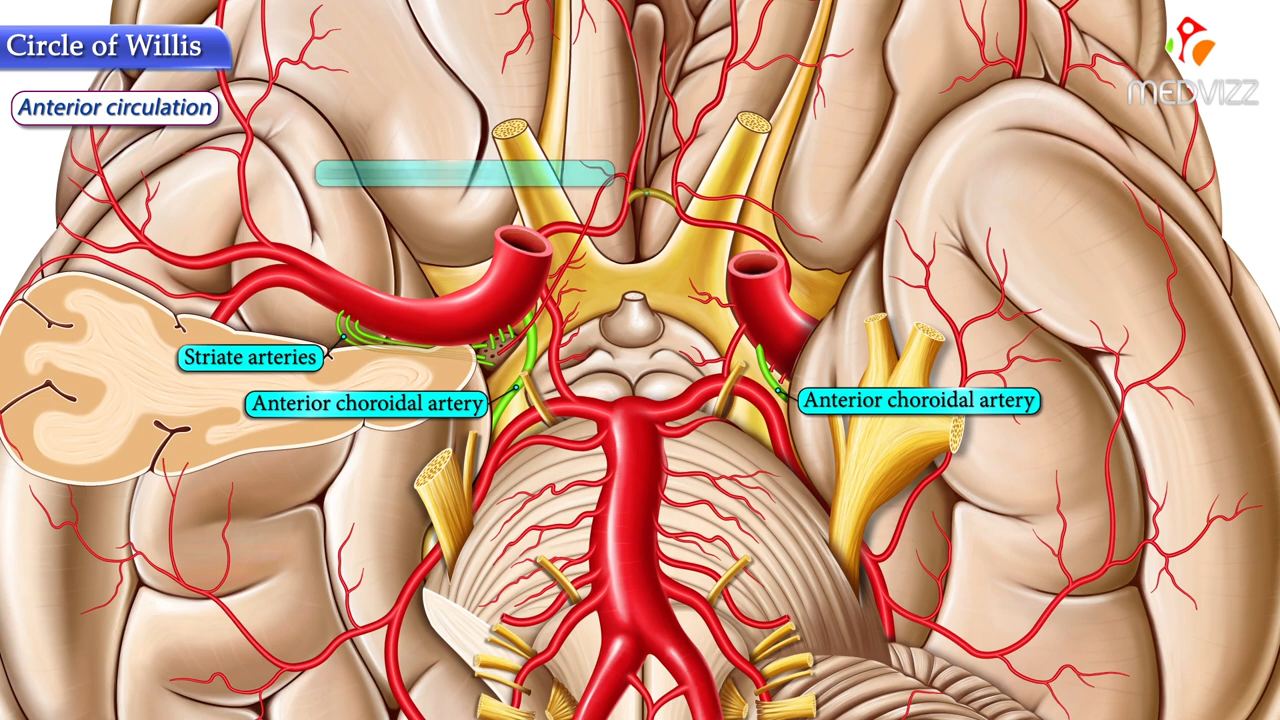 Circle of Willis
MEDVIZZ
Anterior circulation
Striate arteries
Anterior choroidal artery
Anterior choroidal artery